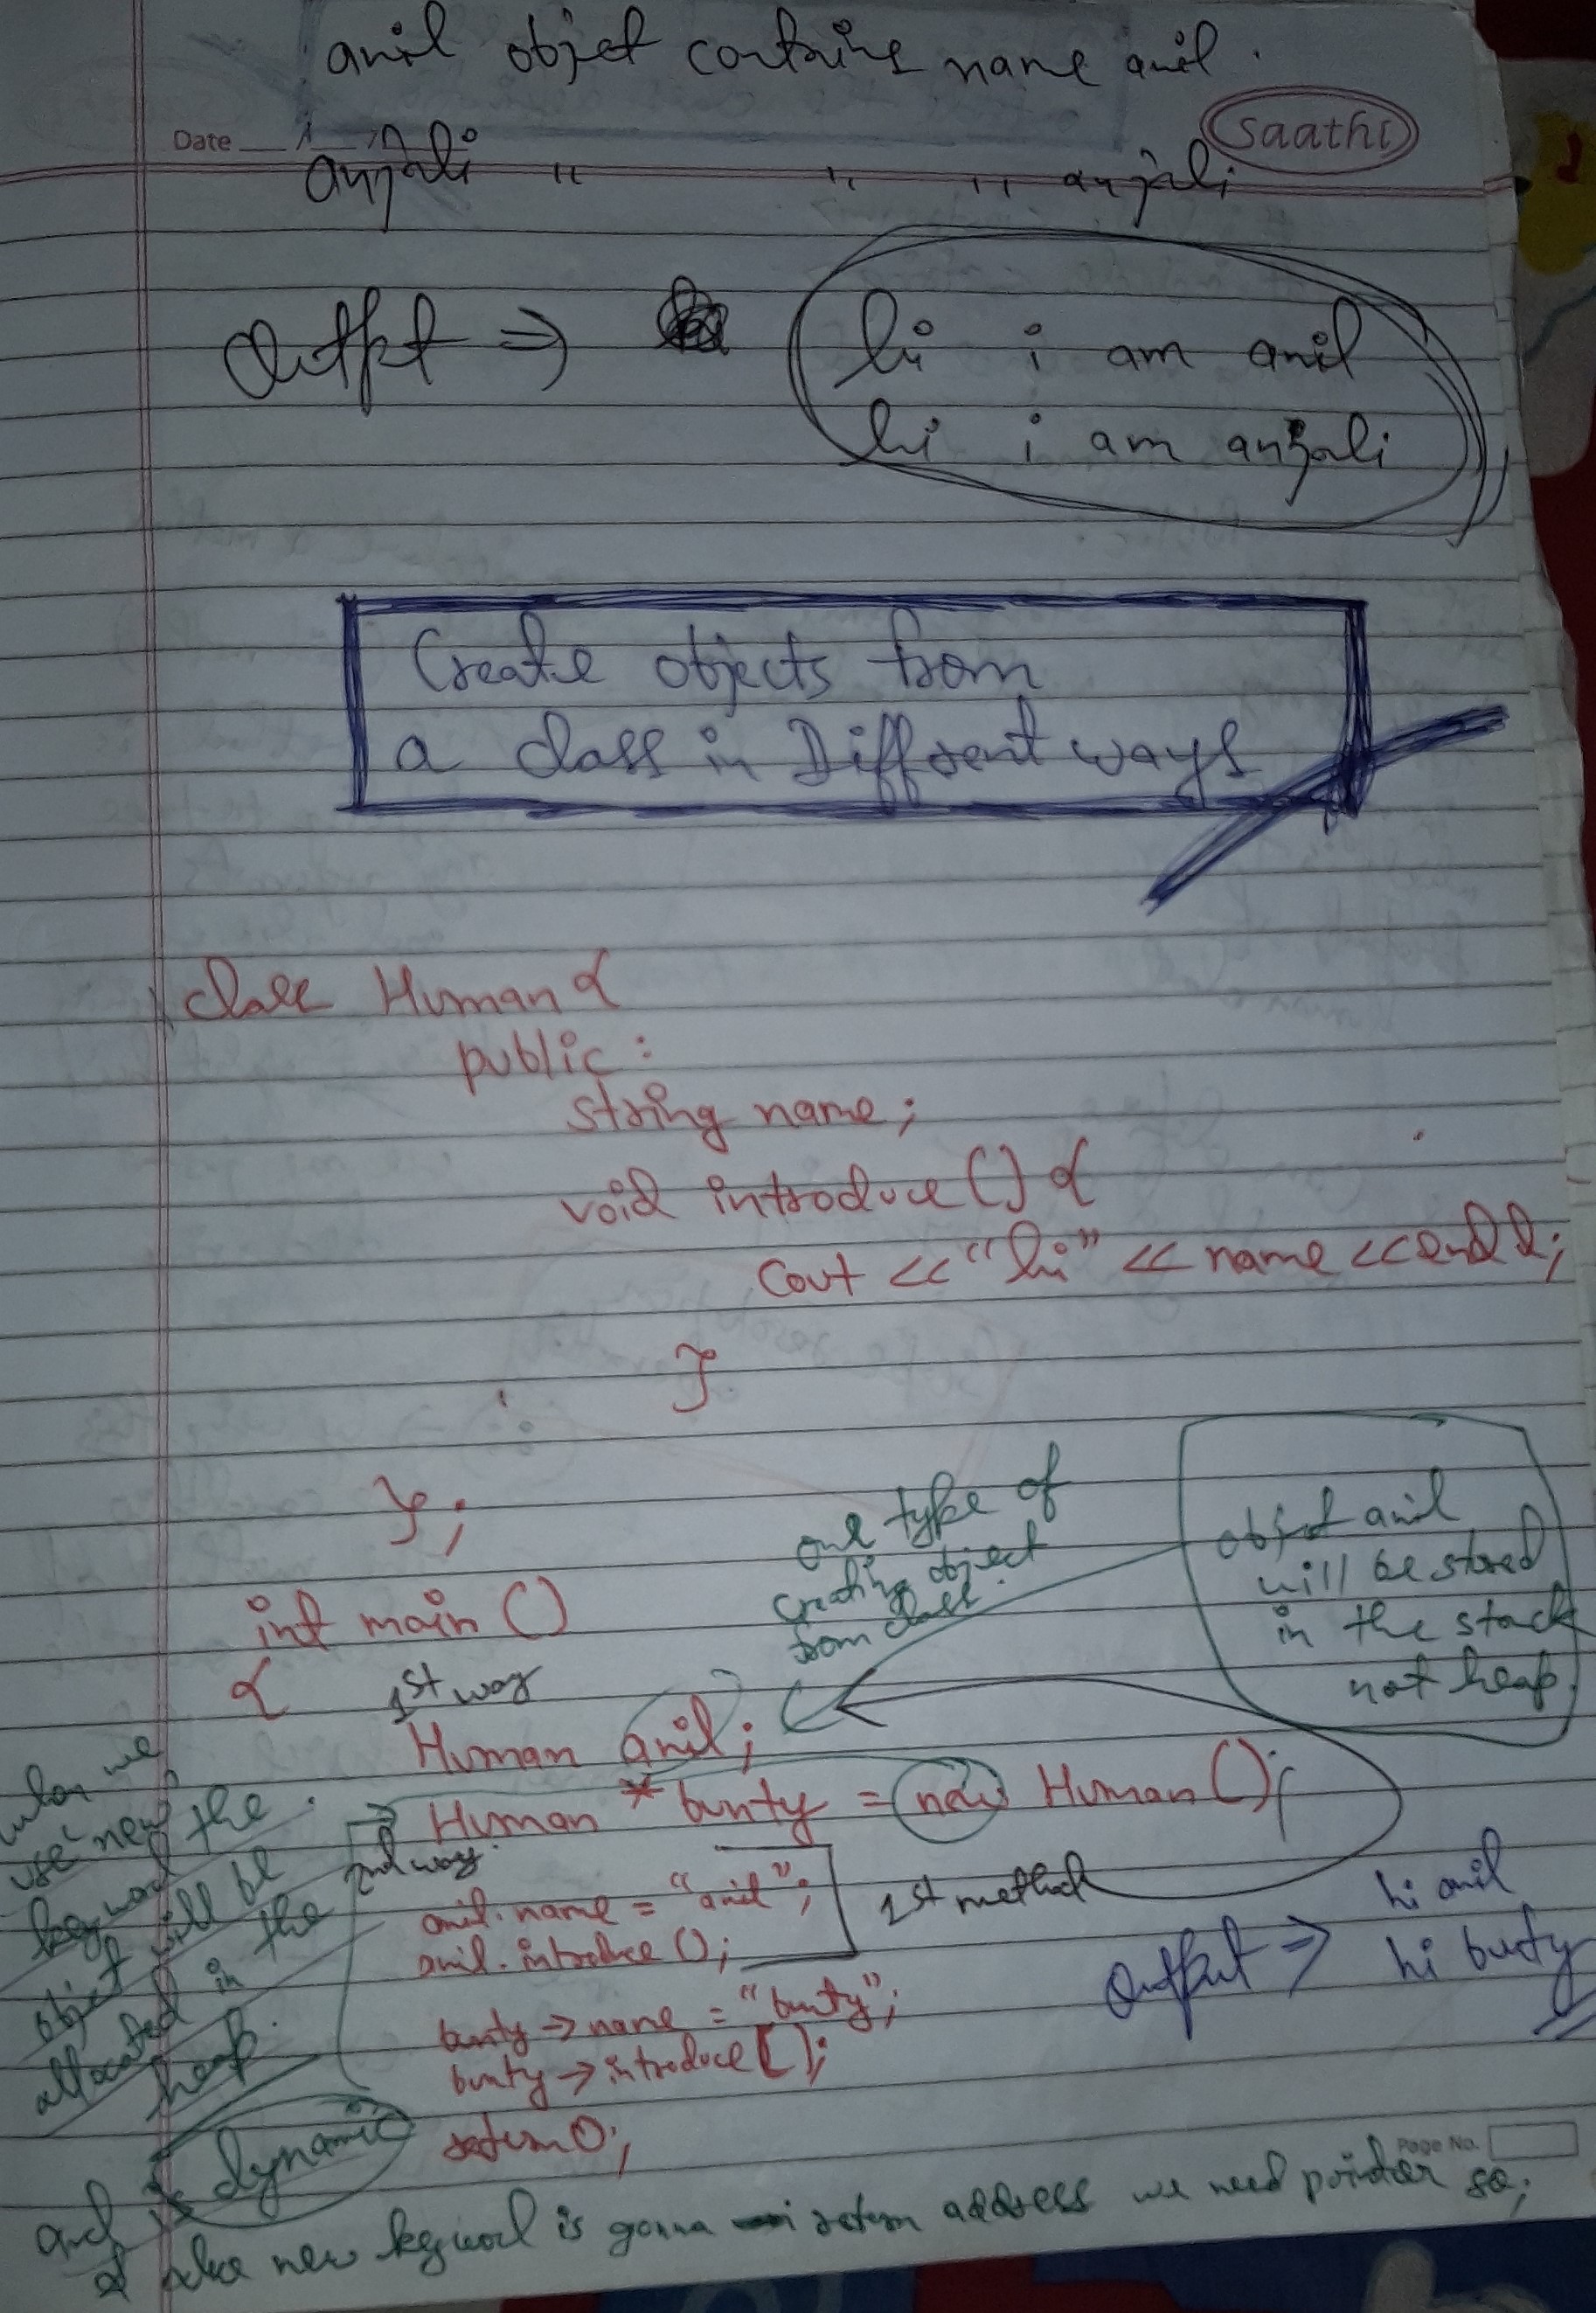 anil object contains name anil.
Date
saathi
anjali " " " anjali
Output ⇒ hi i am anil
hi i am anjali
Create objects from
a class in Diffrent ways
class Human {
public :
string name;
void introduce () {
cout << "hi" << name << endl;
}
};
one type of
creating object
from class.
object anil
will be stored
in the stack
not heap.
int main ()
{
1st way
Human anil;
Human * bunty = new Human();
2nd way.
anil.name = "anil";
anil.introduce ();
1st method
bunty → name = "bunty";
bunty → introduce();
return 0;
Output ⇒ hi anil
hi bunty
when we
use new
keyword the
object will be
allocated in the
heap.
and is dynamic
Page No.
& new keyword is gonna return address we need pointer so;